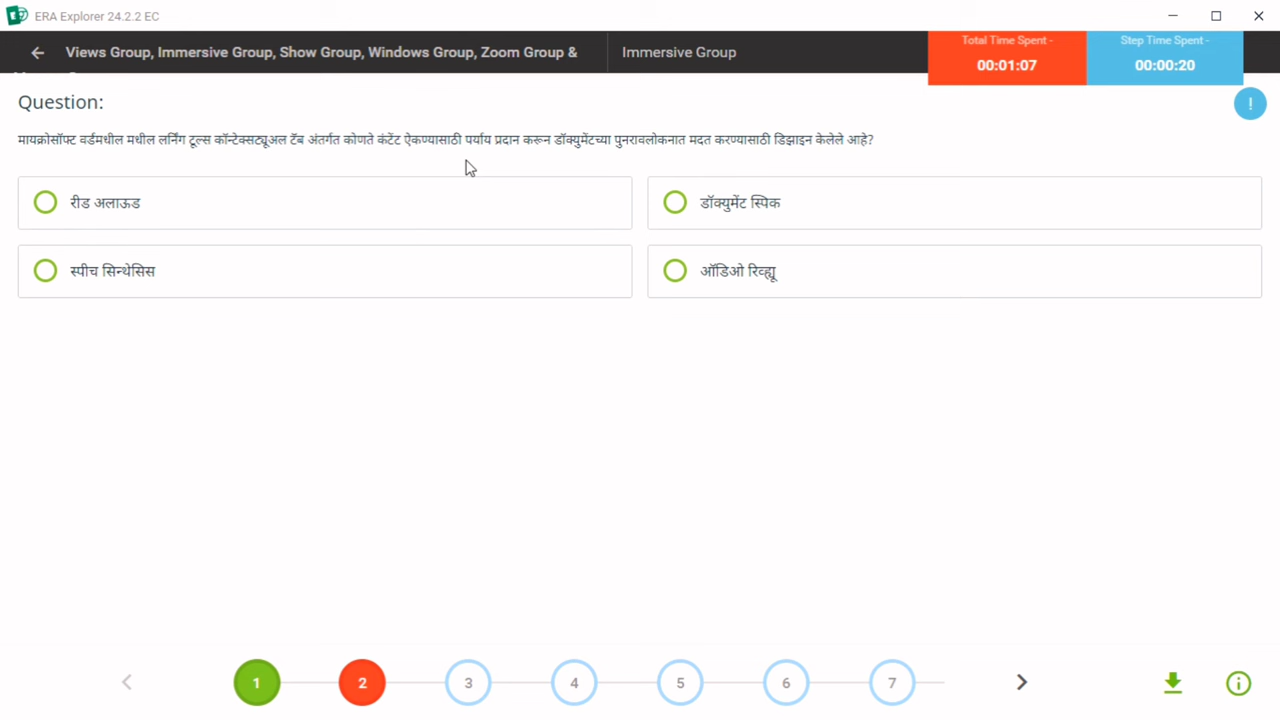 ERA Explorer 24.2.2 EC
Views Group, Immersive Group, Show Group, Windows Group, Zoom Group &
Immersive Group
Total Time Spent -
00:01:07
Step Time Spent -
00:00:20
Question:
मायक्रोसॉफ्ट वर्डमधील मधील लर्निंग टूल्स कॉन्टेक्सट्यूअल टॅब अंतर्गत कोणते कंटेंट ऐकण्यासाठी पर्याय प्रदान करून डॉक्युमेंटच्या पुनरावलोकनात मदत करण्यासाठी डिझाइन केलेले आहे?
रीड अलाऊड
डॉक्युमेंट स्पिक
स्पीच सिन्थेसिस
ऑडिओ रिव्ह्यू
1 2 3 4 5 6 7